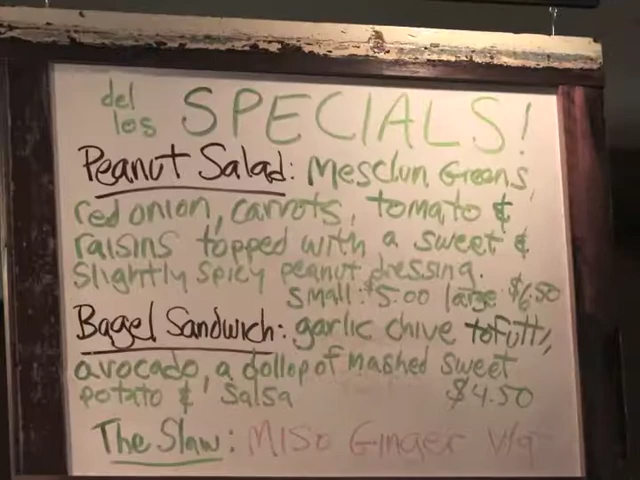 del los SPECIALS!
Peanut Salad: Mesclun Greens,
red onion, carrots, tomato &
raisins topped with a sweet &
slightly spicy peanut dressing.
small: $5.00 large $6.50
Bagel Sandwich: garlic chive tofutti,
avocado, a dollop of mashed sweet
potato & salsa $4.50
The Slaw: MISO GINGER